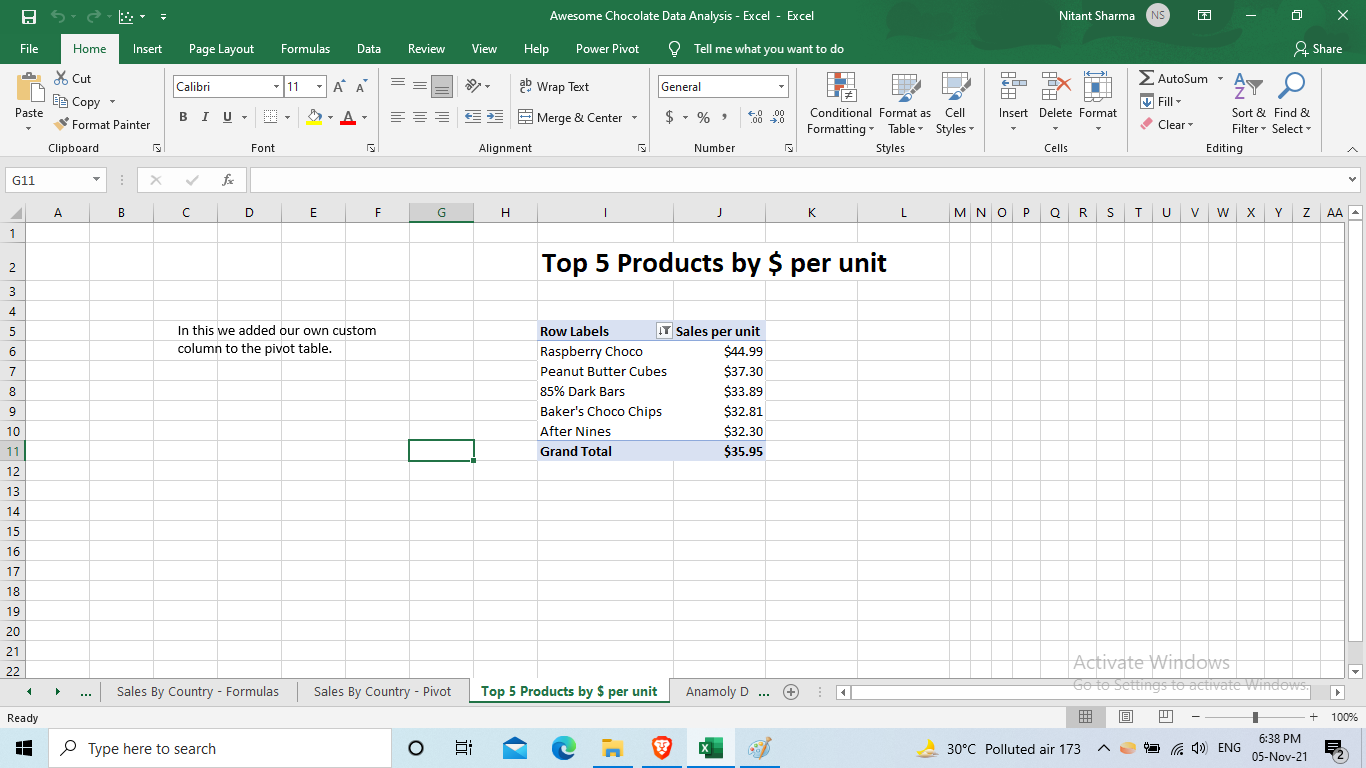 Awesome Chocolate Data Analysis - Excel - Excel
Nitant Sharma NS
File Home Insert Page Layout Formulas Data Review View Help Power Pivot Tell me what you want to do Share
Cut
Copy
Format Painter
Paste
Clipboard
Calibri 11
B I U
Font
Wrap Text
Merge & Center
Alignment
General
$ % ,
Number
Conditional Formatting
Format as Table
Cell Styles
Styles
Insert Delete Format
Cells
AutoSum
Fill
Clear
Sort & Filter
Find & Select
Editing
G11 fx
A B C D E F G H I J K L M N O P Q R S T U V W X Y Z AA
1
2 Top 5 Products by $ per unit
3
4
5 In this we added our own custom Row Labels Sales per unit
column to the pivot table.
6 Raspberry Choco $44.99
7 Peanut Butter Cubes $37.30
8 85% Dark Bars $33.89
9 Baker's Choco Chips $32.81
10 After Nines $32.30
11 Grand Total $35.95
12
13
14
15
16
17
18
19
20
21
22
Activate Windows
Go to Settings to activate Windows.
... Sales By Country - Formulas Sales By Country - Pivot Top 5 Products by $ per unit Anamoly D ...
Ready 100%
Type here to search
30°C Polluted air 173 ENG
6:38 PM
05-Nov-21
2